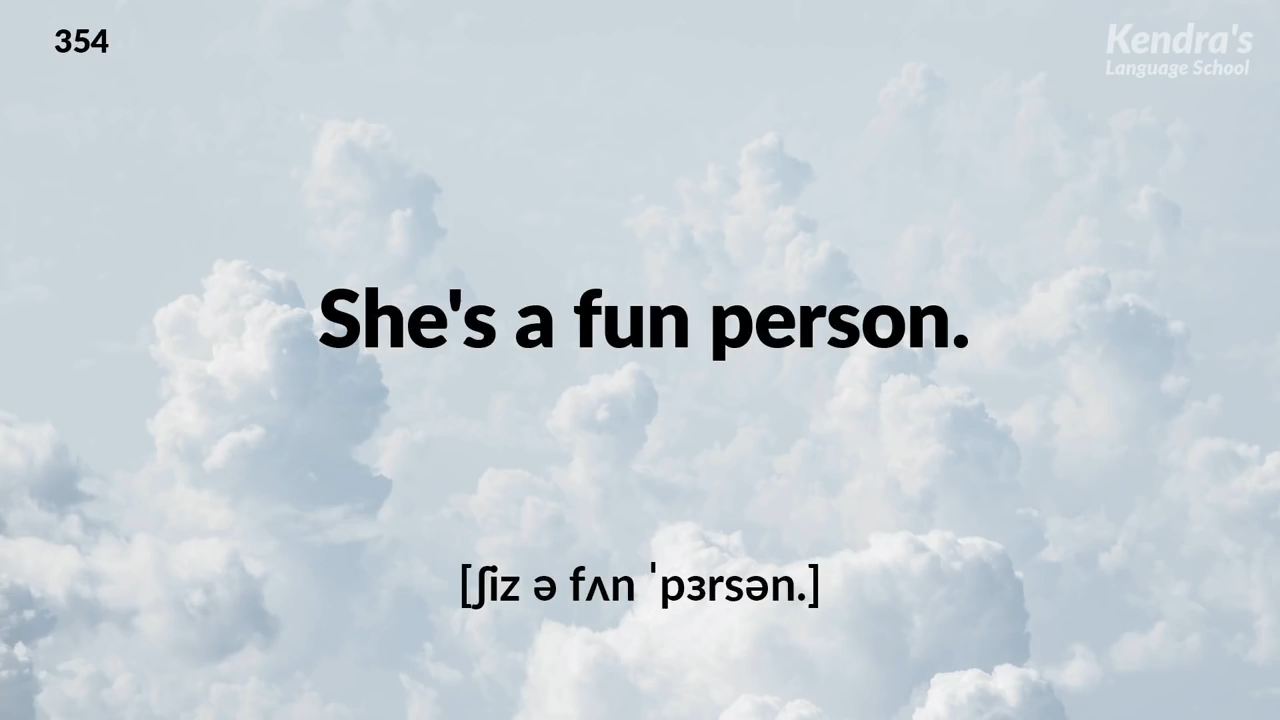 354
Kendra's
Language School
She's a fun person.
[ʃiz ə fʌn ˈpɜrsən.]